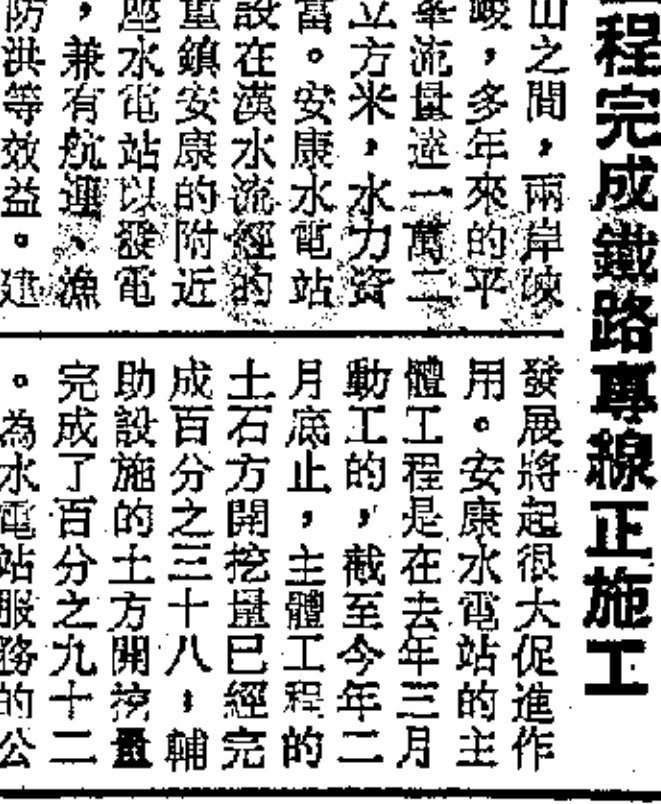 程完成鐵路專線正施工
山之間，兩岸陡
峻，多年來的平
流量達一萬二
立方米，水力資
富。安康水電站
設在漢水流經的
重鎮安康的附近
座水電站以發電
，兼有航運、漁
防洪等效益。建
發展將起很大促進作
用。安康水電站的主
體工程是在去年三月
動工的，截至今年二
月底止，主體工程的
土石方開挖量已經完
成百分之三十八，輔
助設施的土方開挖量
完成了百分之九十二
。為水電站服務的公